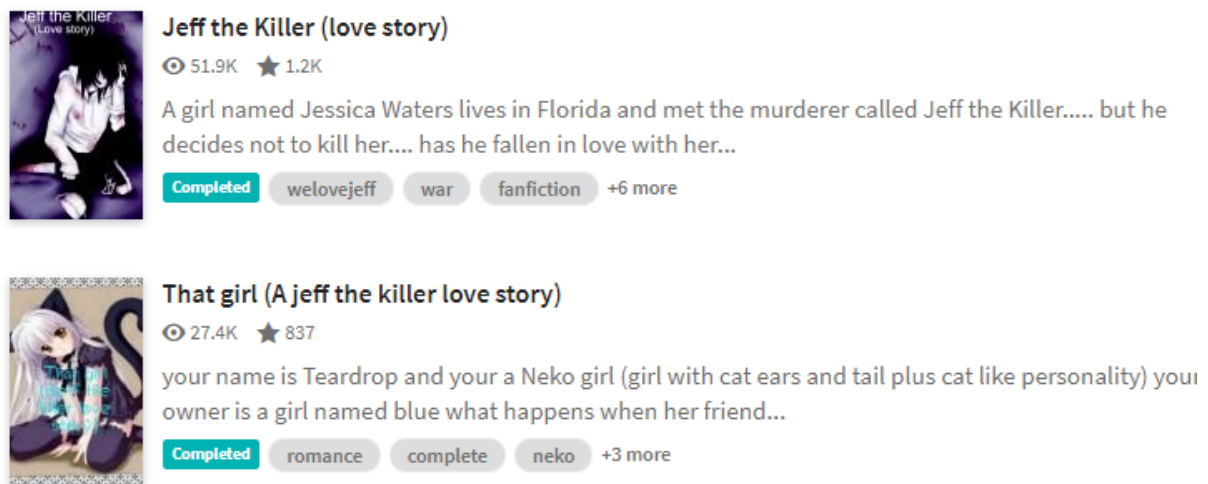 Jeff the Killer
(Love story)
Jeff the Killer (love story)
51.9K 1.2K
A girl named Jessica Waters lives in Florida and met the murderer called Jeff the Killer..... but he
decides not to kill her.... has he fallen in love with her...
Completed welovejeff war fanfiction +6 more
That girl (A jeff the killer love story)
27.4K 837
your name is Teardrop and your a Neko girl (girl with cat ears and tail plus cat like personality) your
owner is a girl named blue what happens when her friend...
Completed romance complete neko +3 more